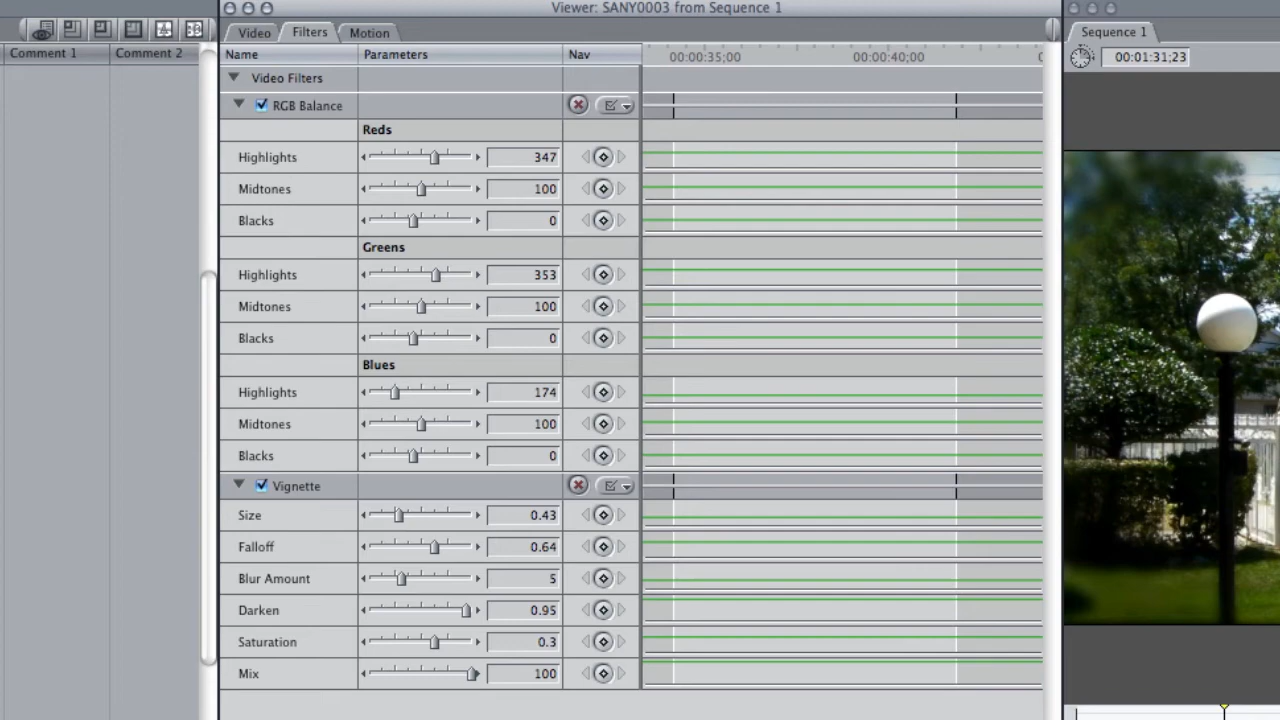 Viewer: SANY0003 from Sequence 1
Video Filters Motion
Sequence 1
Comment 1 Comment 2
Name Parameters Nav 00:00:35;00 00:00:40;00
00:01:31;23
Video Filters
RGB Balance
Reds
Highlights 347
Midtones 100
Blacks 0
Greens
Highlights 353
Midtones 100
Blacks 0
Blues
Highlights 174
Midtones 100
Blacks 0
Vignette
Size 0.43
Falloff 0.64
Blur Amount 5
Darken 0.95
Saturation 0.3
Mix 100